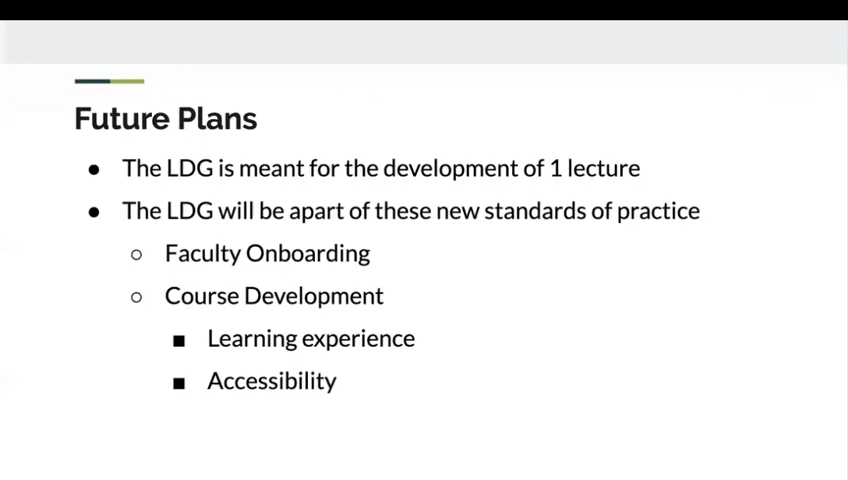 Future Plans
● The LDG is meant for the development of 1 lecture
● The LDG will be apart of these new standards of practice
○ Faculty Onboarding
○ Course Development
■ Learning experience
■ Accessibility